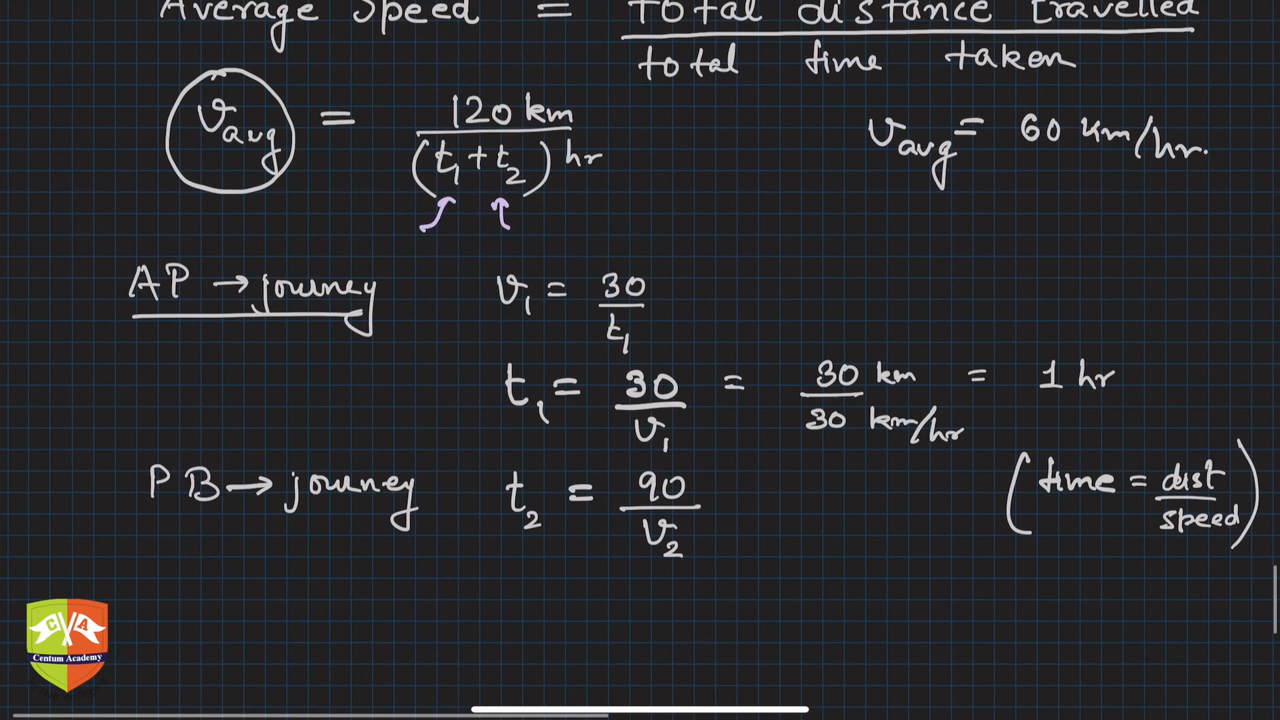 Average Speed = total distance travelled
total time taken
v avg = 120 km / (t₁ + t₂) hr
v avg = 60 km/hr.
AP → journey v₁ = 30 / t₁
t₁ = 30 / v₁ = 30 km / 30 km/hr = 1 hr
PB → journey t₂ = 90 / v₂
(time = dist / speed)
C A
Centum Academy